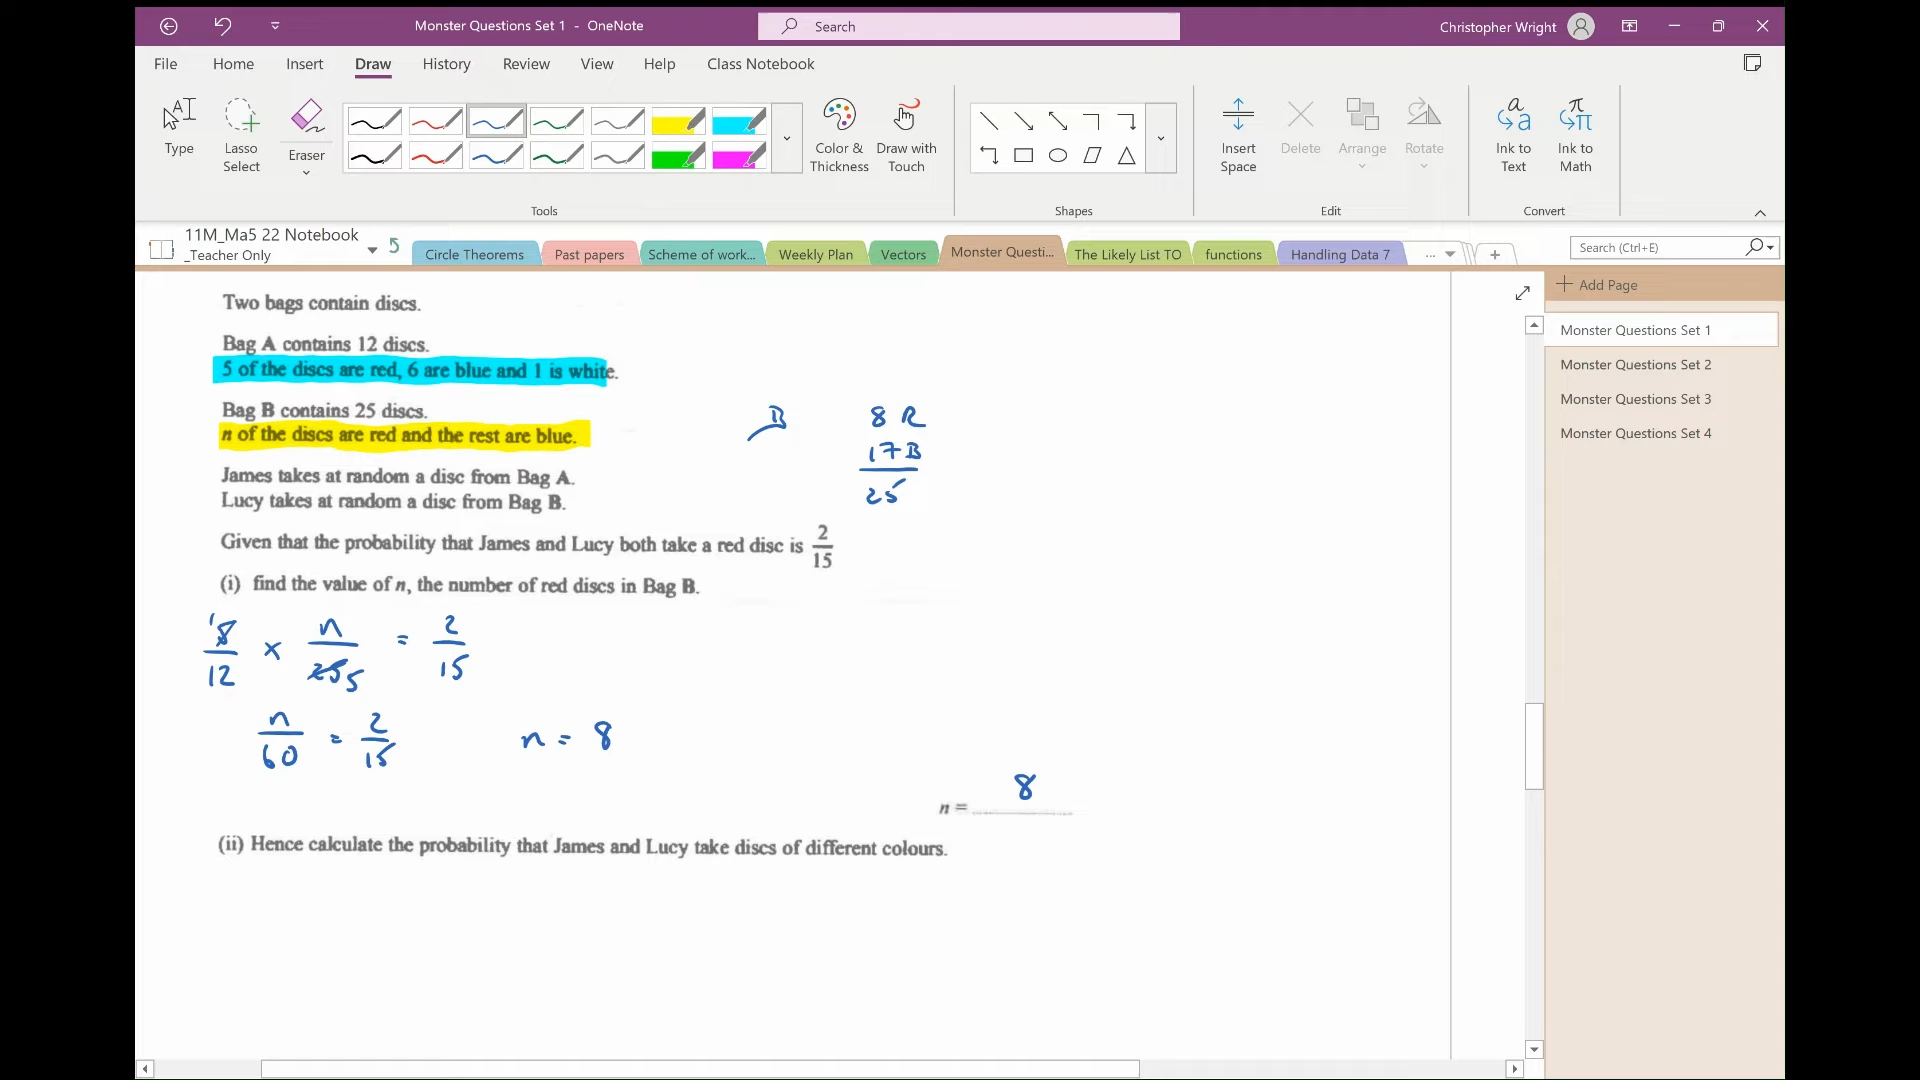 Monster Questions Set 1 - OneNote
Search
Christopher Wright
File Home Insert Draw History Review View Help Class Notebook
Type
Lasso Select
Eraser
Color & Thickness
Draw with Touch
Insert Space
Delete
Arrange
Rotate
Ink to Text
Ink to Math
Tools
Shapes
Edit
Convert
11M_Ma5 22 Notebook
_Teacher Only
Circle Theorems
Past papers
Scheme of work...
Weekly Plan
Vectors
Monster Questi...
The Likely List TO
functions
Handling Data 7
...
Search (Ctrl+E)
Add Page
Monster Questions Set 1
Monster Questions Set 2
Monster Questions Set 3
Monster Questions Set 4
Two bags contain discs.
Bag A contains 12 discs.
5 of the discs are red, 6 are blue and 1 is white.
Bag B contains 25 discs.
n of the discs are red and the rest are blue.
B
8 R
17 B
25
James takes at random a disc from Bag A.
Lucy takes at random a disc from Bag B.
Given that the probability that James and Lucy both take a red disc is 2/15
(i) find the value of n, the number of red discs in Bag B.
1 5/12 × n/25 5 = 2/15
n/60 = 2/15 n = 8
8
n =
(ii) Hence calculate the probability that James and Lucy take discs of different colours.